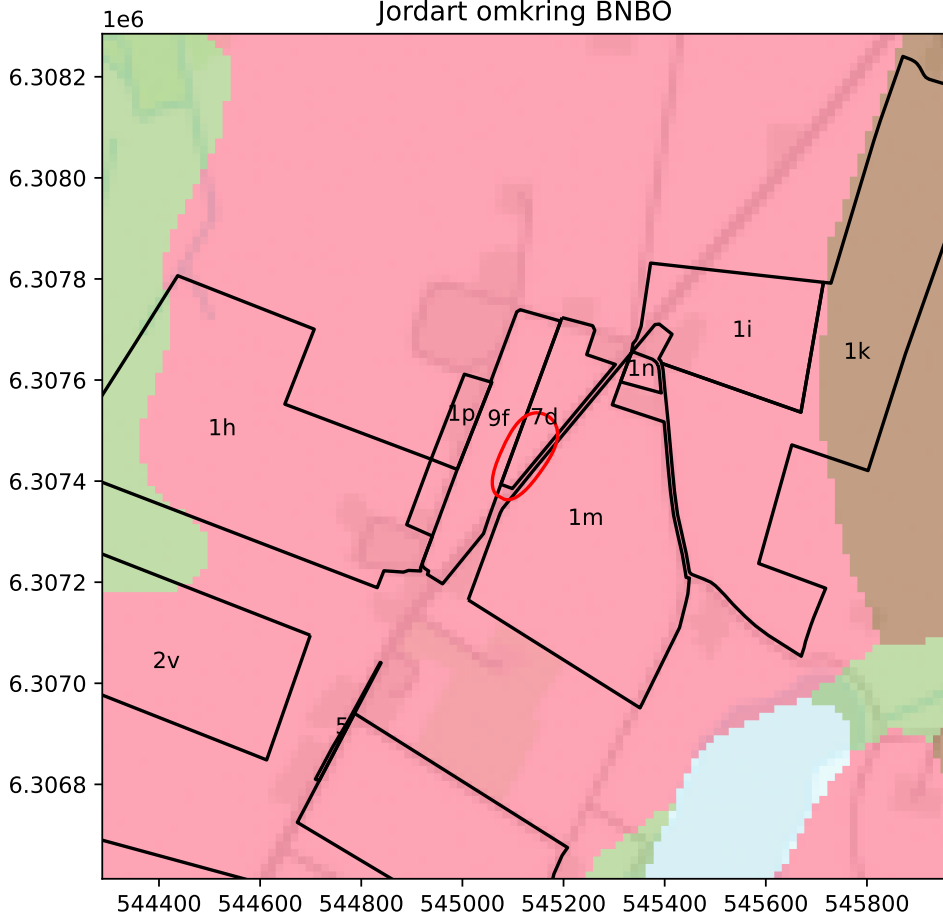 Jordart omkring BNBO
1e6
6.3082
6.3080
6.3078
1i
6.3076
1k
1n
1p
9f
7d
1h
6.3074
1m
6.3072
2v
6.3070
5
6.3068
544400 544600 544800 545000 545200 545400 545600 545800